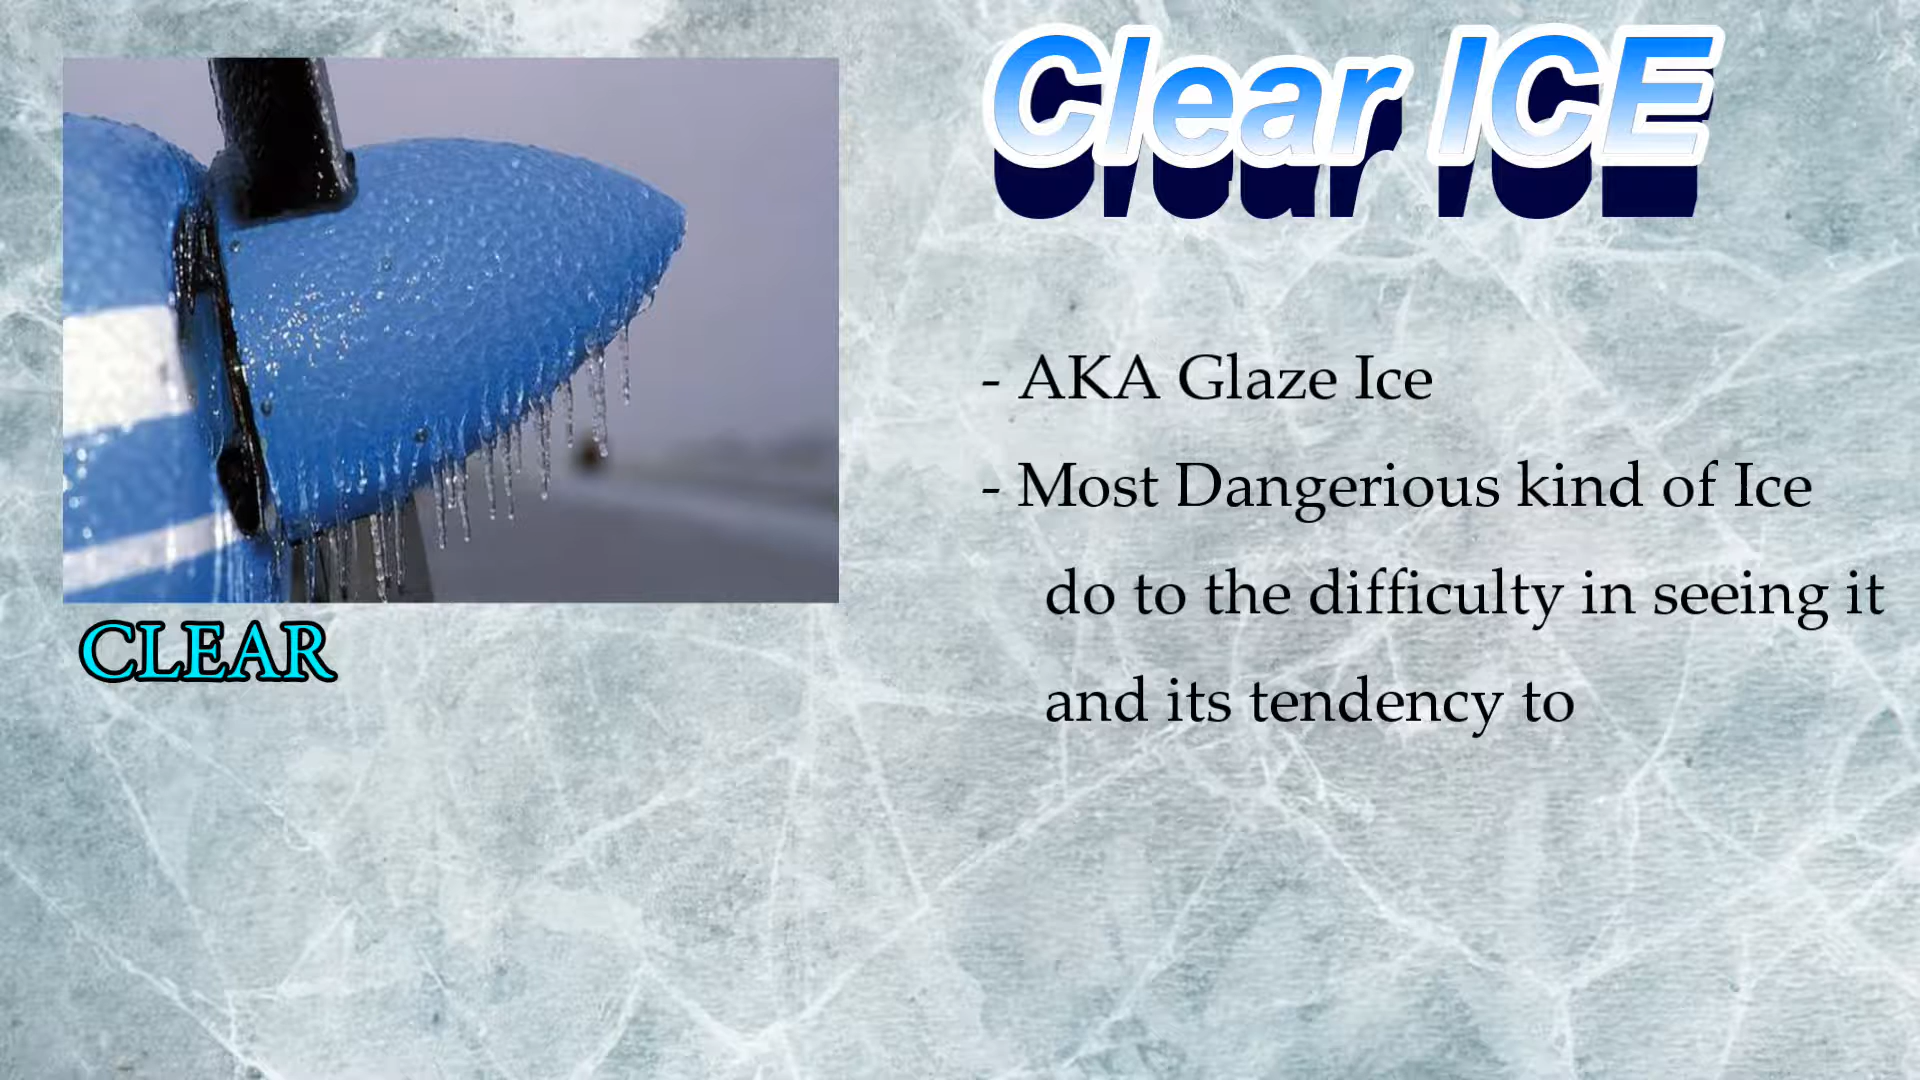 Clear ICE
CLEAR
- AKA Glaze Ice
- Most Dangerious kind of Ice
do to the difficulty in seeing it
and its tendency to